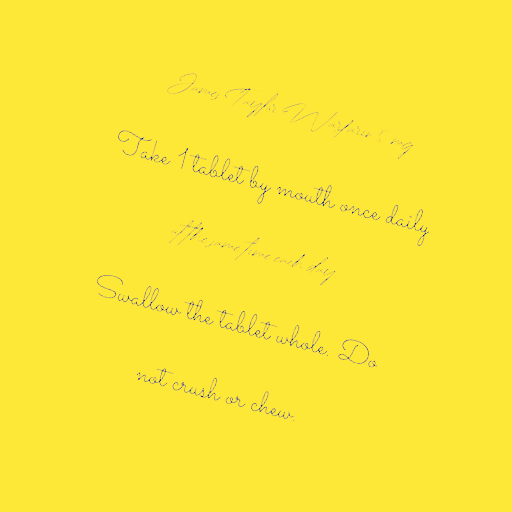 James Taylor Warfarin 5 mg
Take 1 tablet by mouth once daily
at the same time each day
Swallow the tablet whole. Do
not crush or chew.